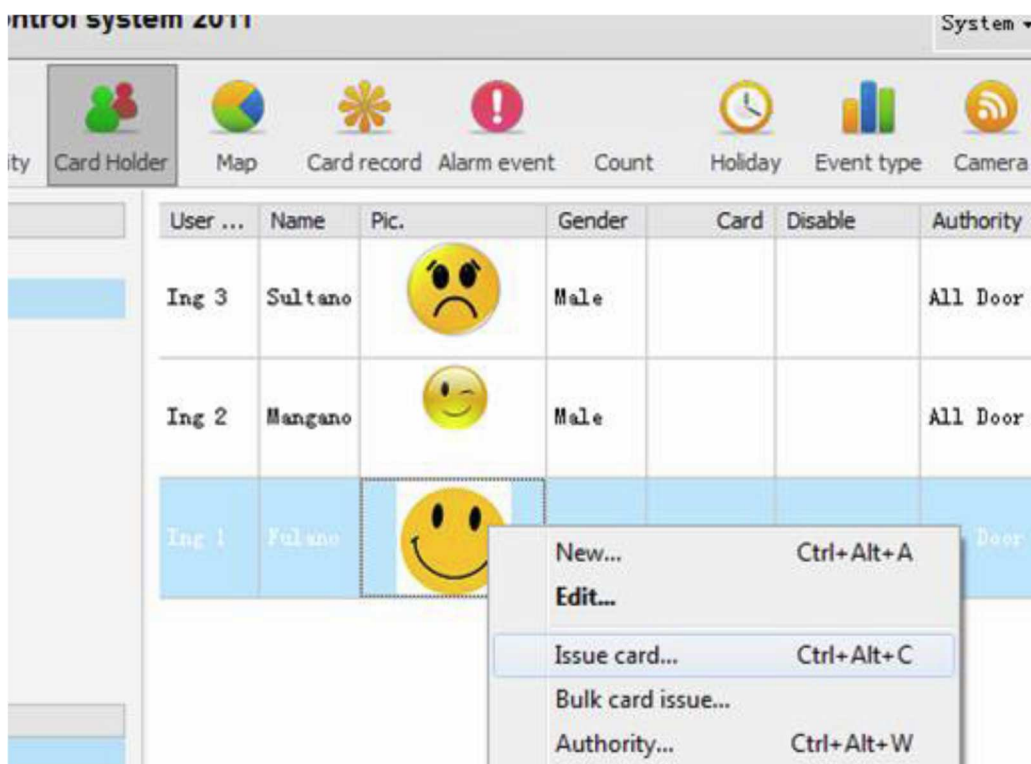 ntrol system 2011
System
ity Card Holder Map Card record Alarm event Count Holiday Event type Camera
User ... Name Pic. Gender Card Disable Authority
Ing 3 Sultano Male All Door
Ing 2 Mangano Male All Door
Ing 1 Fulano Door
New... Ctrl+Alt+A
Edit...
Issue card... Ctrl+Alt+C
Bulk card issue...
Authority... Ctrl+Alt+W